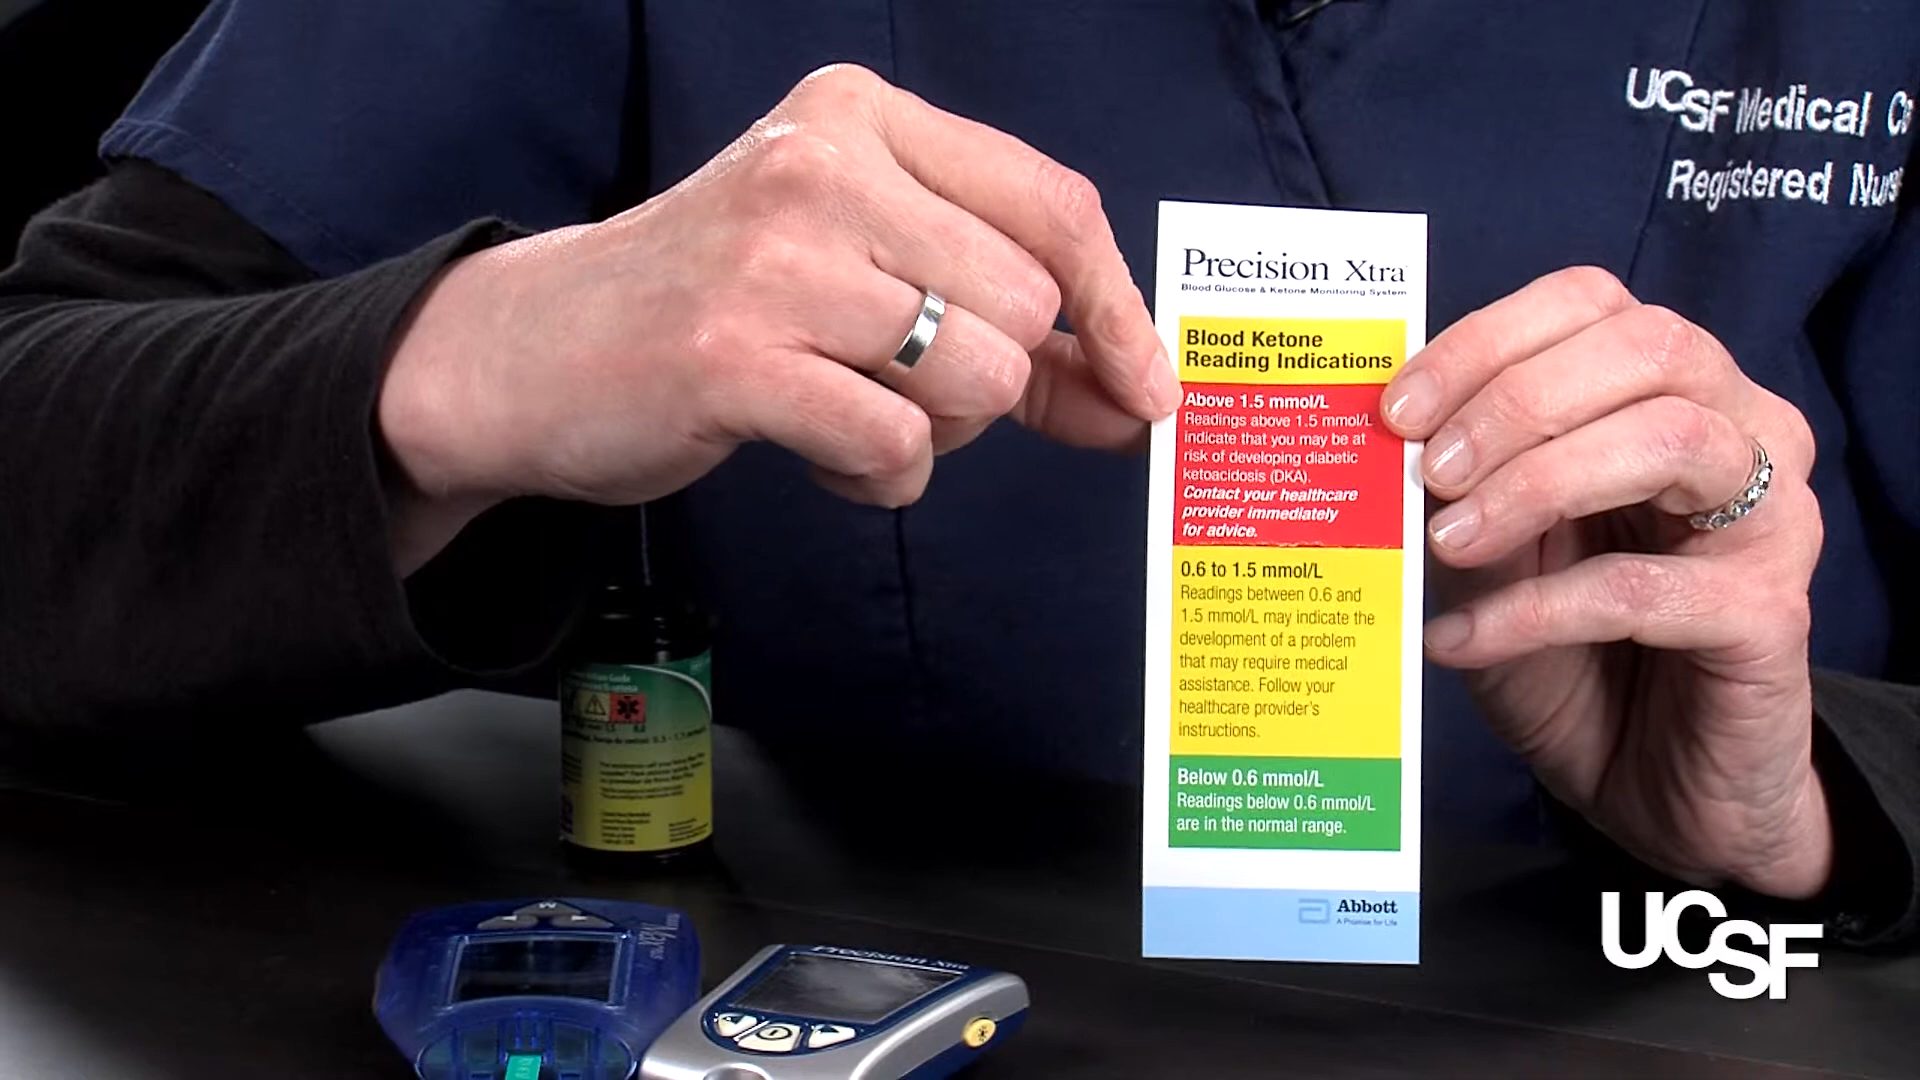 UCSF Medical Ce
Registered Nurse
Precision Xtra
Blood Glucose & Ketone Monitoring System
Blood Ketone
Reading Indications
Above 1.5 mmol/L
Readings above 1.5 mmol/L
indicate that you may be at
risk of developing diabetic
ketoacidosis (DKA).
Contact your healthcare
provider immediately
for advice.
0.6 to 1.5 mmol/L
Readings between 0.6 and
1.5 mmol/L may indicate the
development of a problem
that may require medical
assistance. Follow your
healthcare provider's
instructions.
Below 0.6 mmol/L
Readings below 0.6 mmol/L
are in the normal range.
Abbott
A Promise for Life
Precision Xtra
UCSF